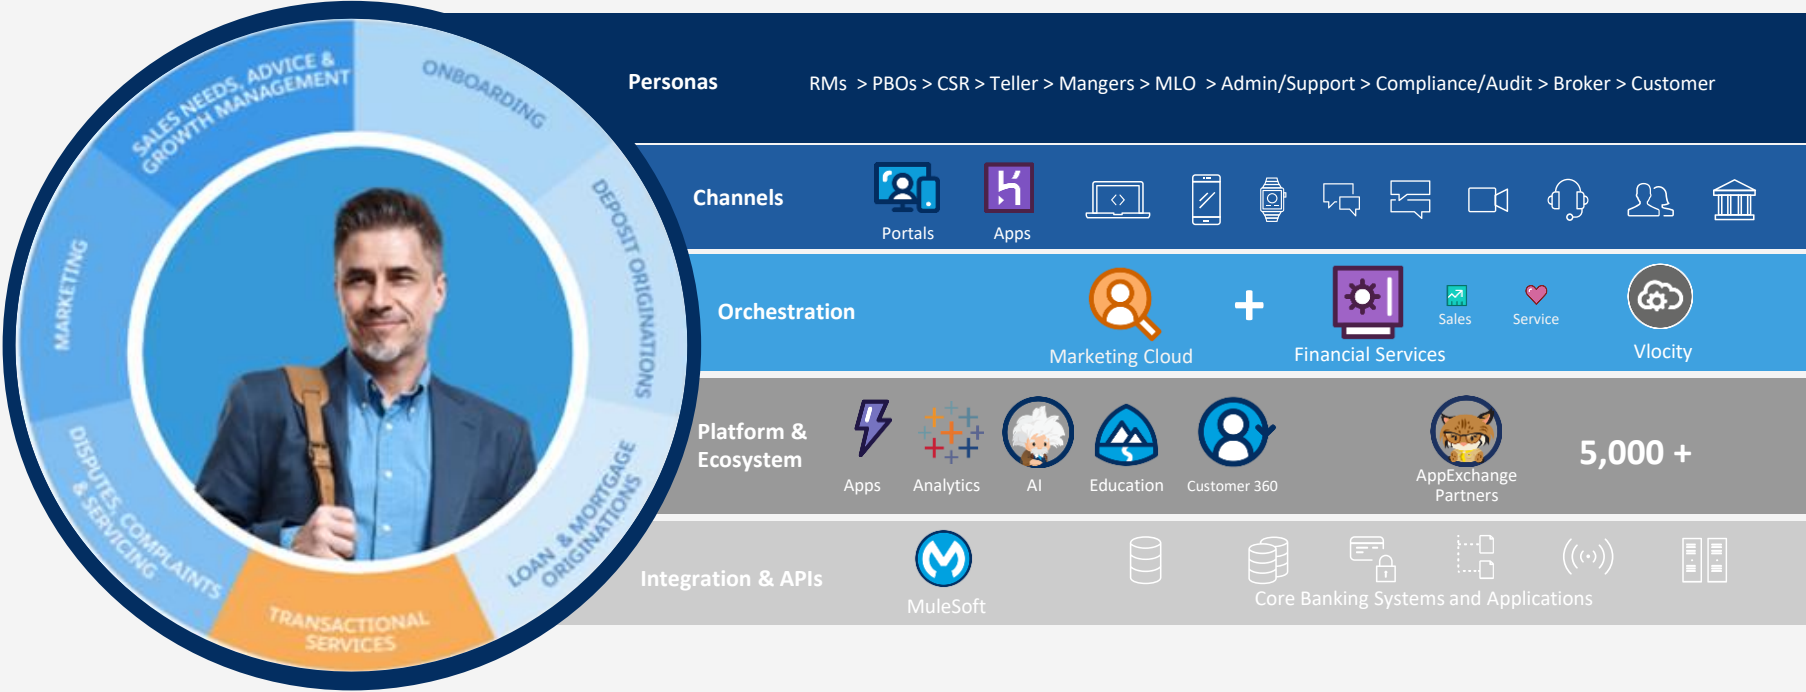 SALES NEEDS, ADVICE &
GROWTH MANAGEMENT
ONBOARDING
DEPOSIT ORIGINATIONS
LOAN & MORTGAGE
ORIGINATIONS
TRANSACTIONAL
SERVICES
DISPUTES, COMPLAINTS
& SERVICING
MARKETING
Personas
RMs > PBOs > CSR > Teller > Mangers > MLO > Admin/Support > Compliance/Audit > Broker > Customer
Channels
Portals
Apps
Orchestration
Marketing Cloud
+
Financial Services
Sales
Service
Vlocity
Platform &
Ecosystem
Apps
Analytics
AI
Education
Customer 360
AppExchange
Partners
5,000 +
Integration & APIs
MuleSoft
Core Banking Systems and Applications